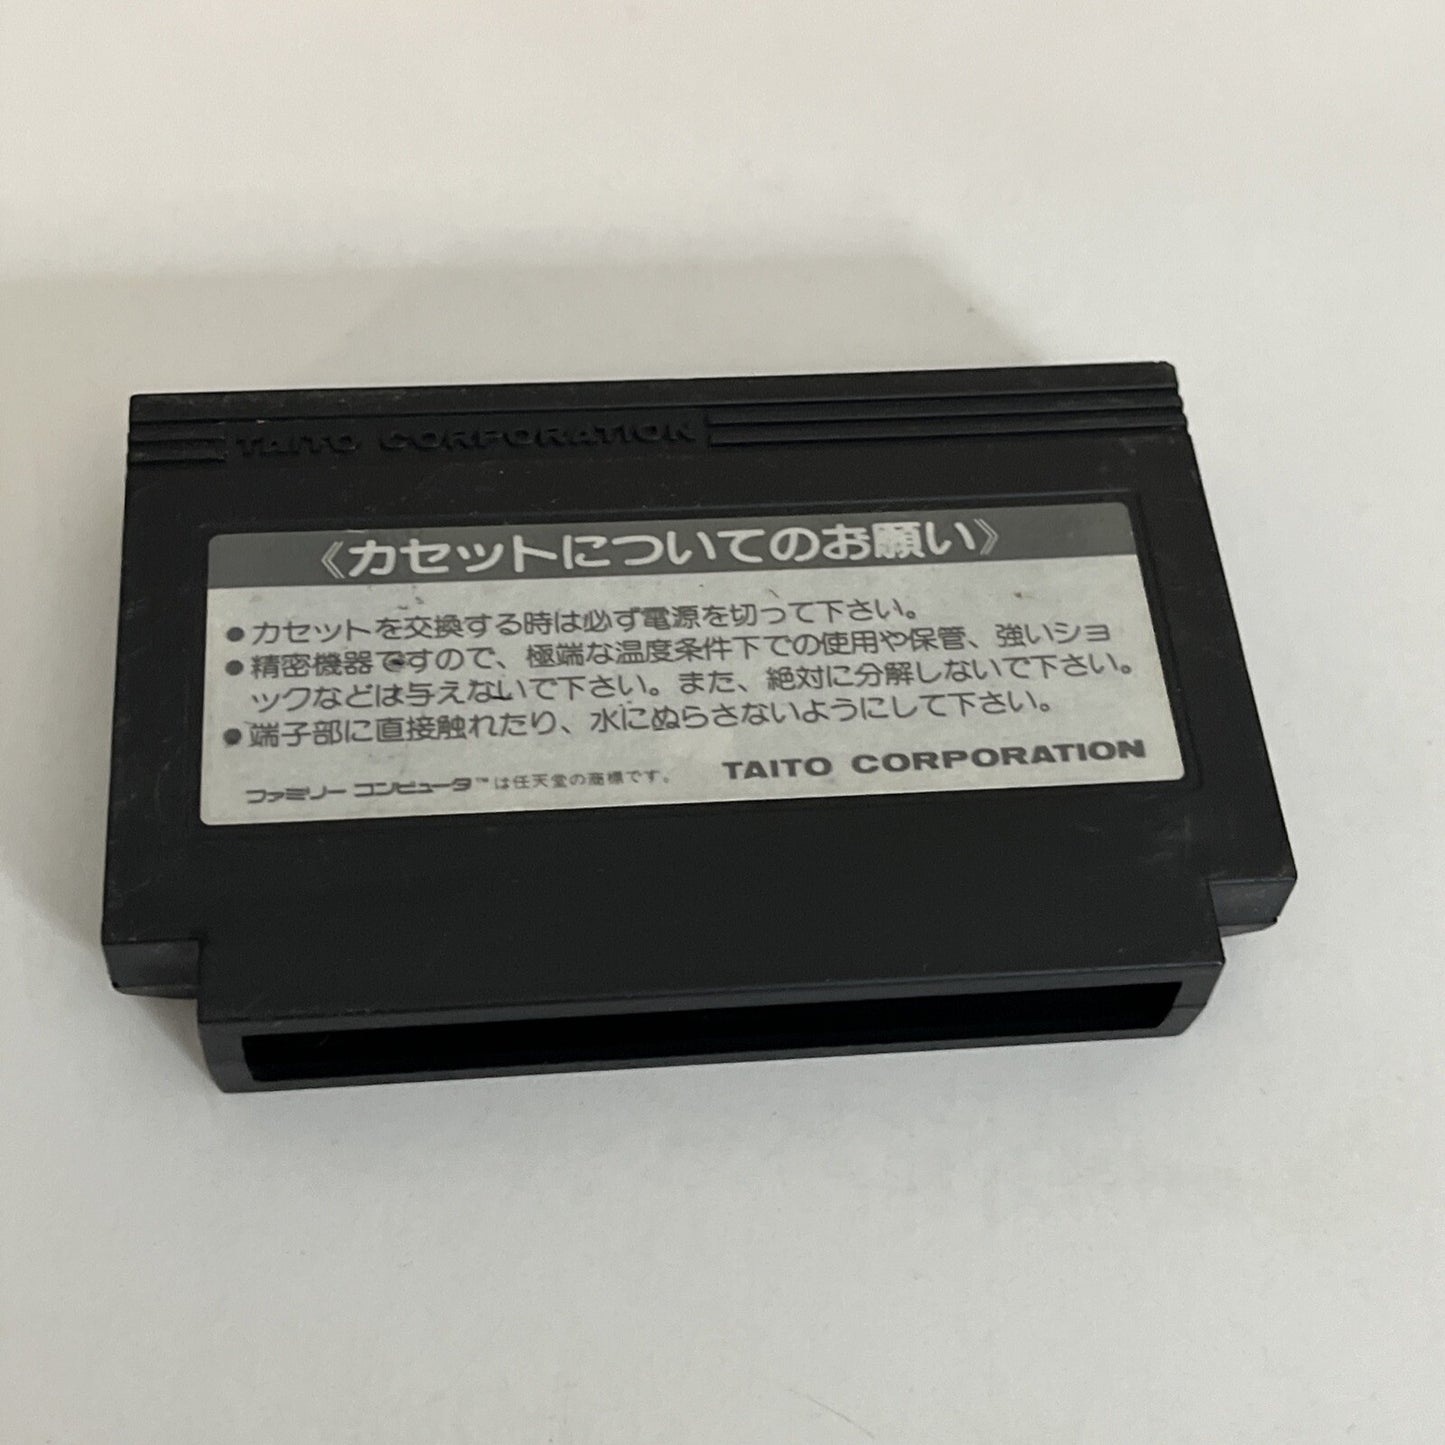 TAITO CORPORATION
《カセットについてのお願い》
●カセットを交換する時は必ず電源を切って下さい。
●精密機器ですので、極端な温度条件下での使用や保管、強いショ
ックなどは与えないで下さい。また、絶対に分解しないで下さい。
●端子部に直接触れたり、水にぬらさないようにして下さい。
ファミリーコンピュータ™は任天堂の商標です。 TAITO CORPORATION